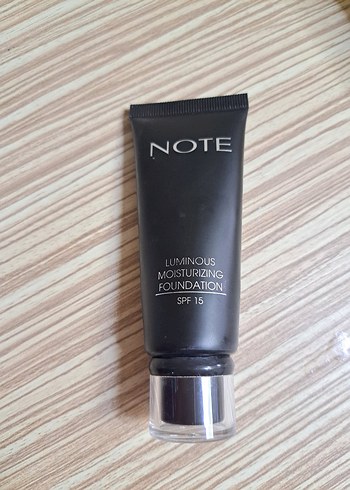 NOTE
LUMINOUS
MOISTURIZING
FOUNDATION
SPF 15